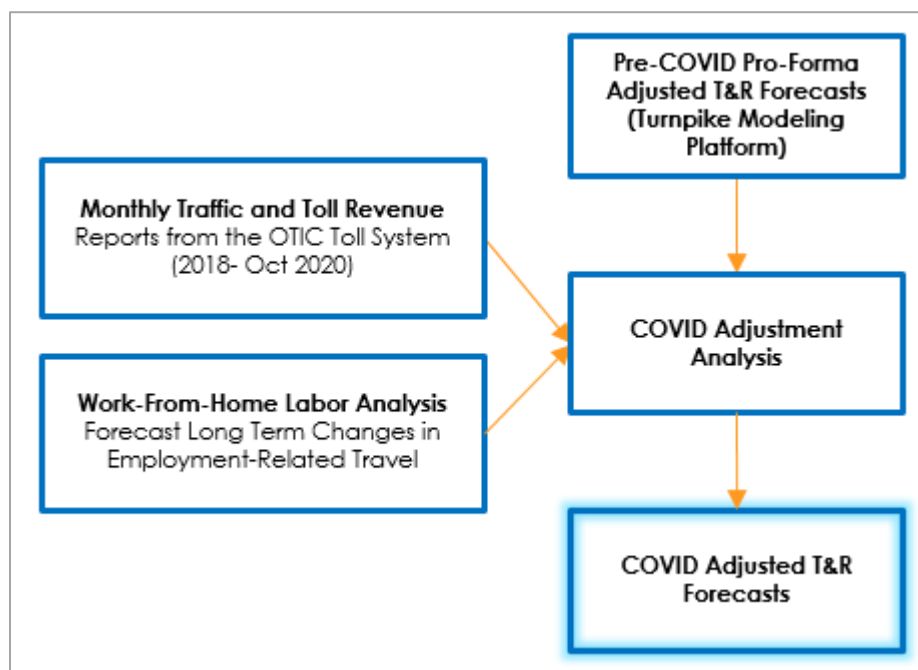 Pre-COVID Pro-Forma
Adjusted T&R Forecasts
(Turnpike Modeling
Platform)
Monthly Traffic and Toll Revenue
Reports from the OTIC Toll System
(2018- Oct 2020)
COVID Adjustment
Analysis
Work-From-Home Labor Analysis
Forecast Long Term Changes in
Employment-Related Travel
COVID Adjusted T&R
Forecasts